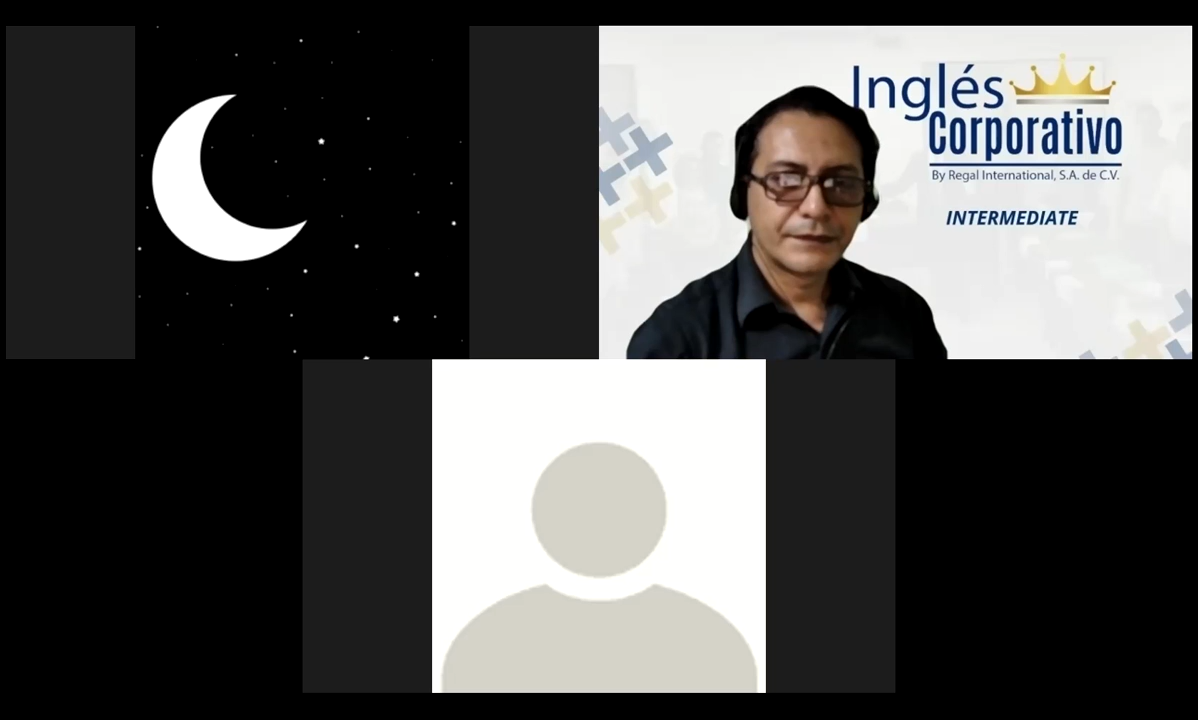 Inglés
Corporativo
By Regal International, S.A. de C.V.
INTERMEDIATE